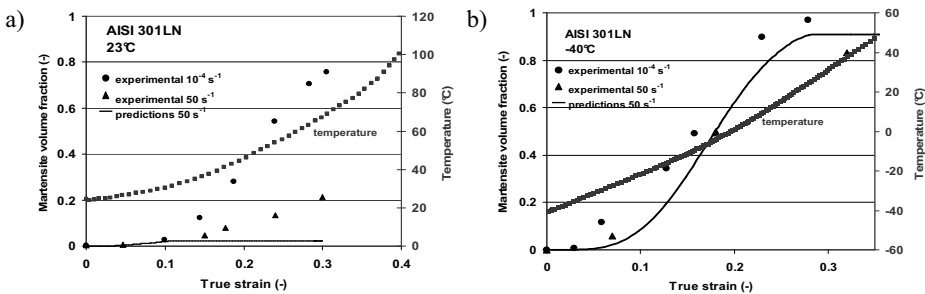 a)
AISI 301LN
23°C
experimental 10⁻⁴ s⁻¹
experimental 50 s⁻¹
predictions 50 s⁻¹
temperature
Martensite volume fraction (-)
1
0.8
0.6
0.4
0.2
0
0
0.1
0.2
0.3
0.4
True strain (-)
120
100
80
60
40
20
0
Temperature (°C)
b)
AISI 301LN
-40°C
experimental 10⁻⁴ s⁻¹
experimental 50 s⁻¹
predictions 50 s⁻¹
temperature
Martensite volume fraction (-)
1
0.8
0.6
0.4
0.2
0
0
0.1
0.2
0.3
True strain (-)
60
40
20
0
-20
-40
-60
Temperature (°C)